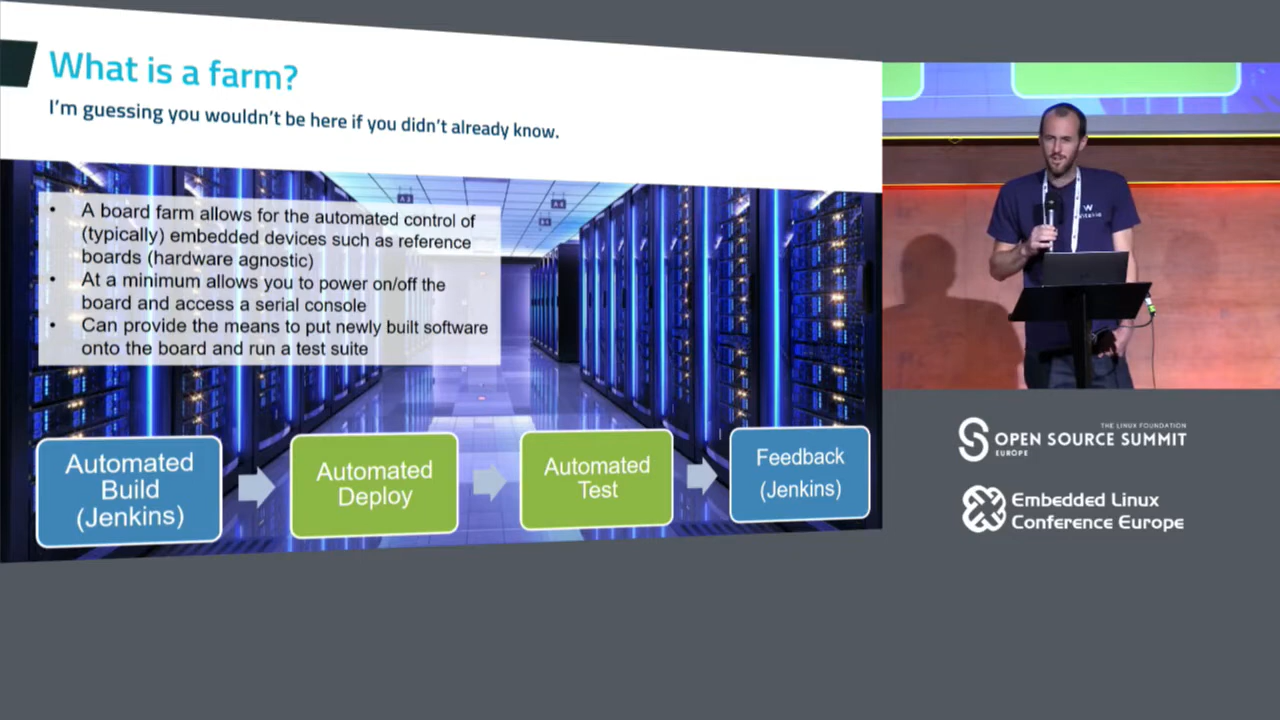 What is a farm?
I'm guessing you wouldn't be here if you didn't already know.
• A board farm allows for the automated control of
(typically) embedded devices such as reference
boards (hardware agnostic)
• At a minimum allows you to power on/off the
board and access a serial console
• Can provide the means to put newly built software
onto the board and run a test suite
Automated
Build
(Jenkins)
Automated
Deploy
Automated
Test
Feedback
(Jenkins)
THE LINUX FOUNDATION
OPEN SOURCE SUMMIT
EUROPE
Embedded Linux
Conference Europe